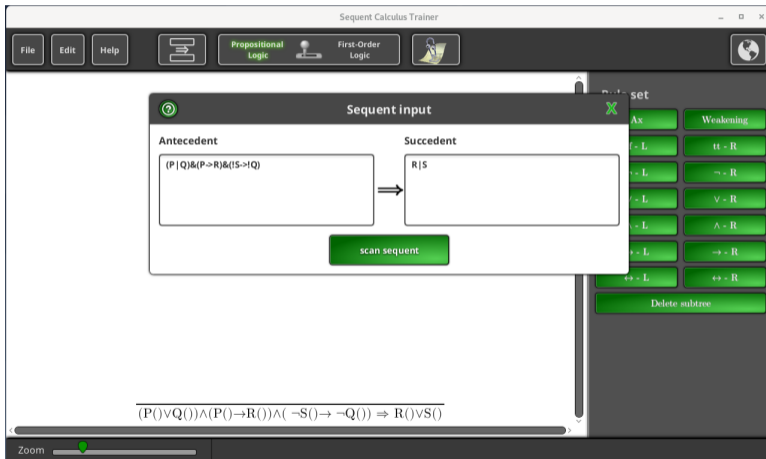 Sequent Calculus Trainer
File
Edit
Help
Propositional
Logic
First-Order
Logic
set
Ax
Weakening
- L
tt - R
- L
¬ - R
- L
∨ - R
- L
∧ - R
- L
→ - R
↔ - L
↔ - R
Delete subtree
Sequent input
X
Antecedent
Succedent
(P|Q)&(P->R)&(!S->!Q)
⟹
R|S
scan sequent
(P()∨Q())∧(P()→R())∧( ¬S()→ ¬Q()) ⇒ R()∨S()
Zoom